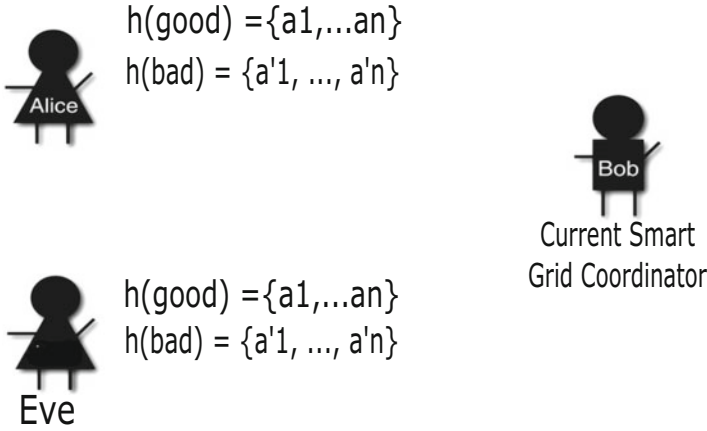 h(good) ={a1,...an}
h(bad) = {a'1, ..., a'n}
Alice
Bob
Current Smart
Grid Coordinator
h(good) ={a1,...an}
h(bad) = {a'1, ..., a'n}
Eve